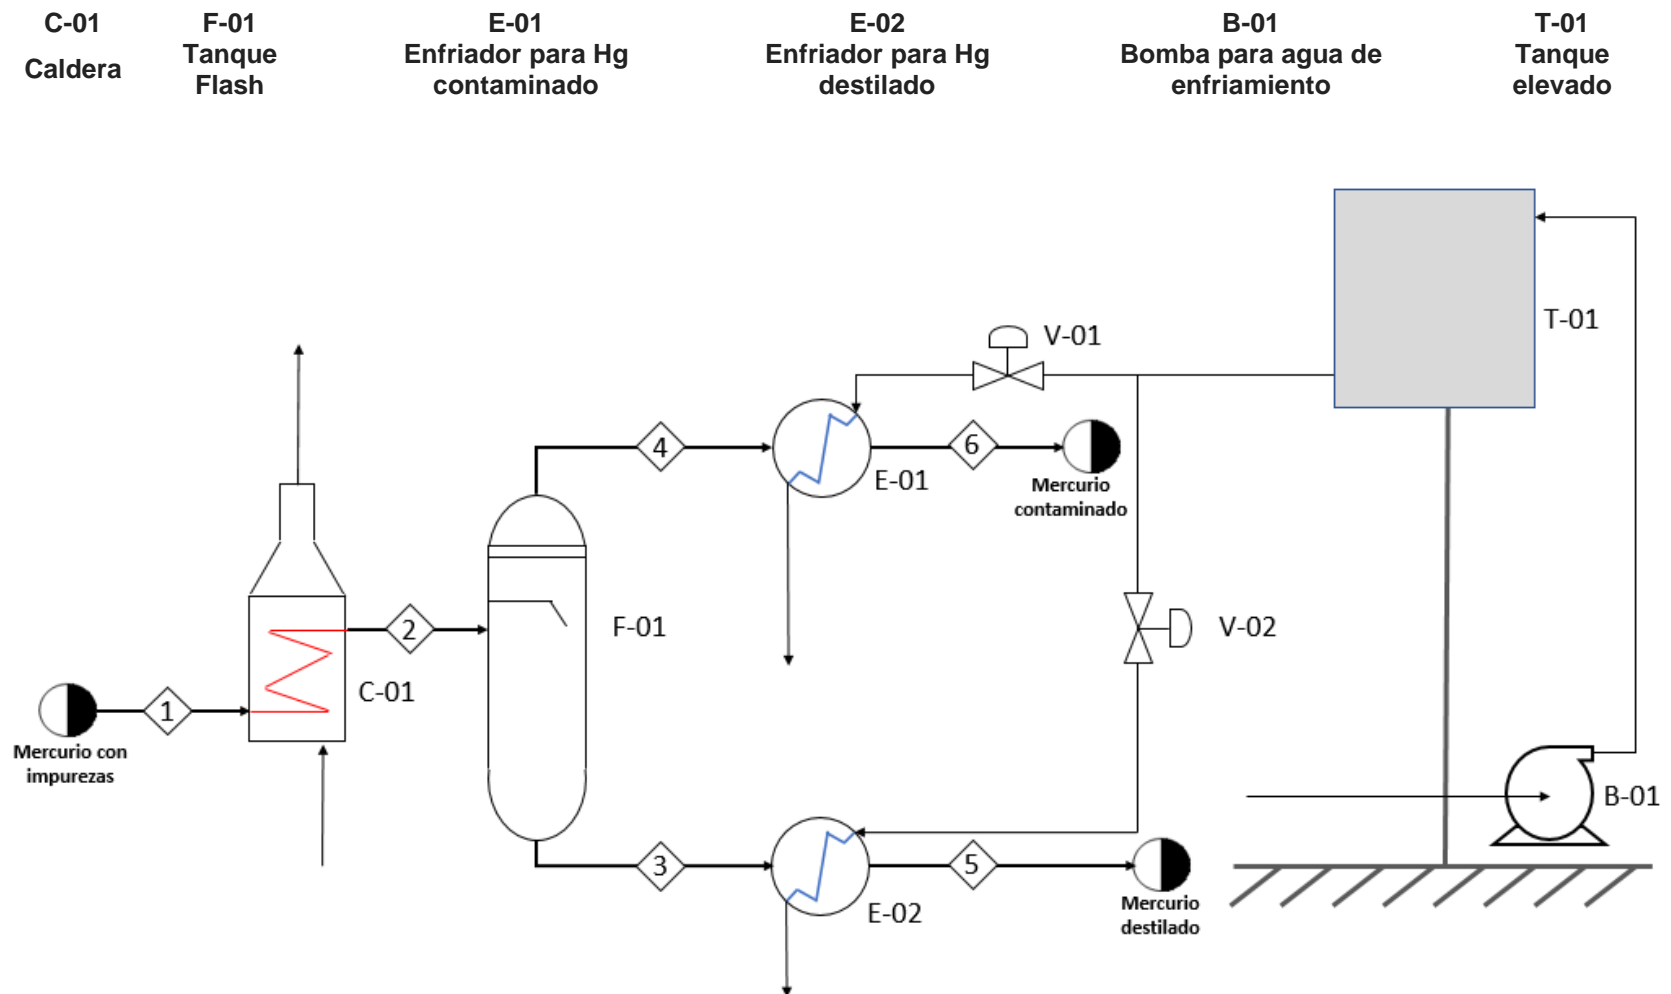 C-01
Caldera
F-01
Tanque
Flash
E-01
Enfriador para Hg
contaminado
E-02
Enfriador para Hg
destilado
B-01
Bomba para agua de
enfriamiento
T-01
Tanque
elevado
V-01
T-01
4
6
E-01
Mercurio
contaminado
2
F-01
V-02
C-01
1
Mercurio con
impurezas
B-01
3
5
E-02
Mercurio
destilado